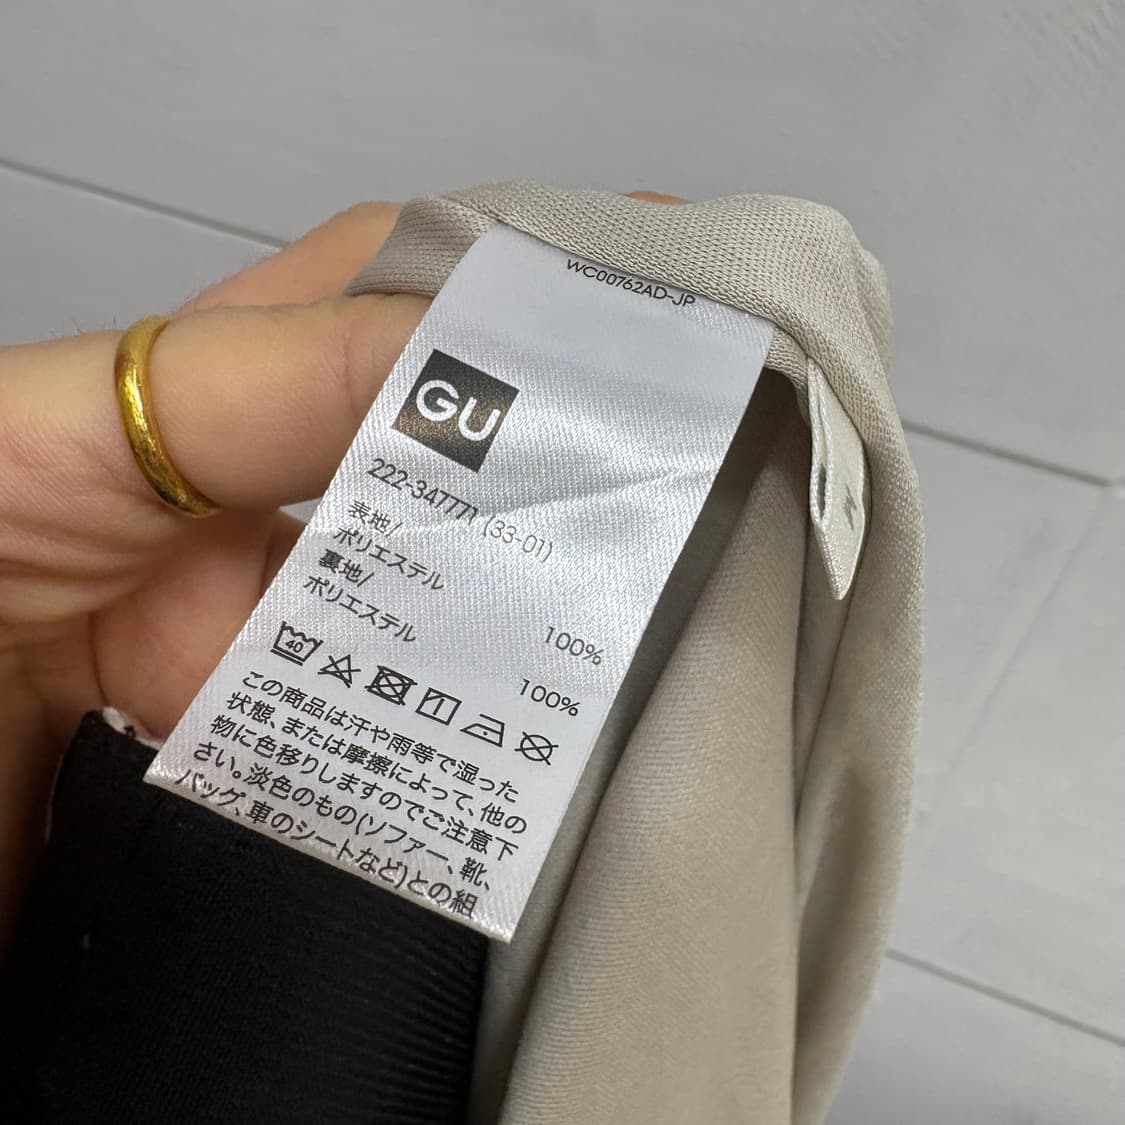 WC00762AD-JP
GU
222-347771 (33-01)
表地/
ポリエステル
100%
裏地/
ポリエステル
100%
40
この商品は汗や雨等で湿った
状態、または摩擦によって、他の
物に色移りしますのでご注意下
さい。淡色のもの(ソファー、靴、
バッグ、車のシートなど)との組
M